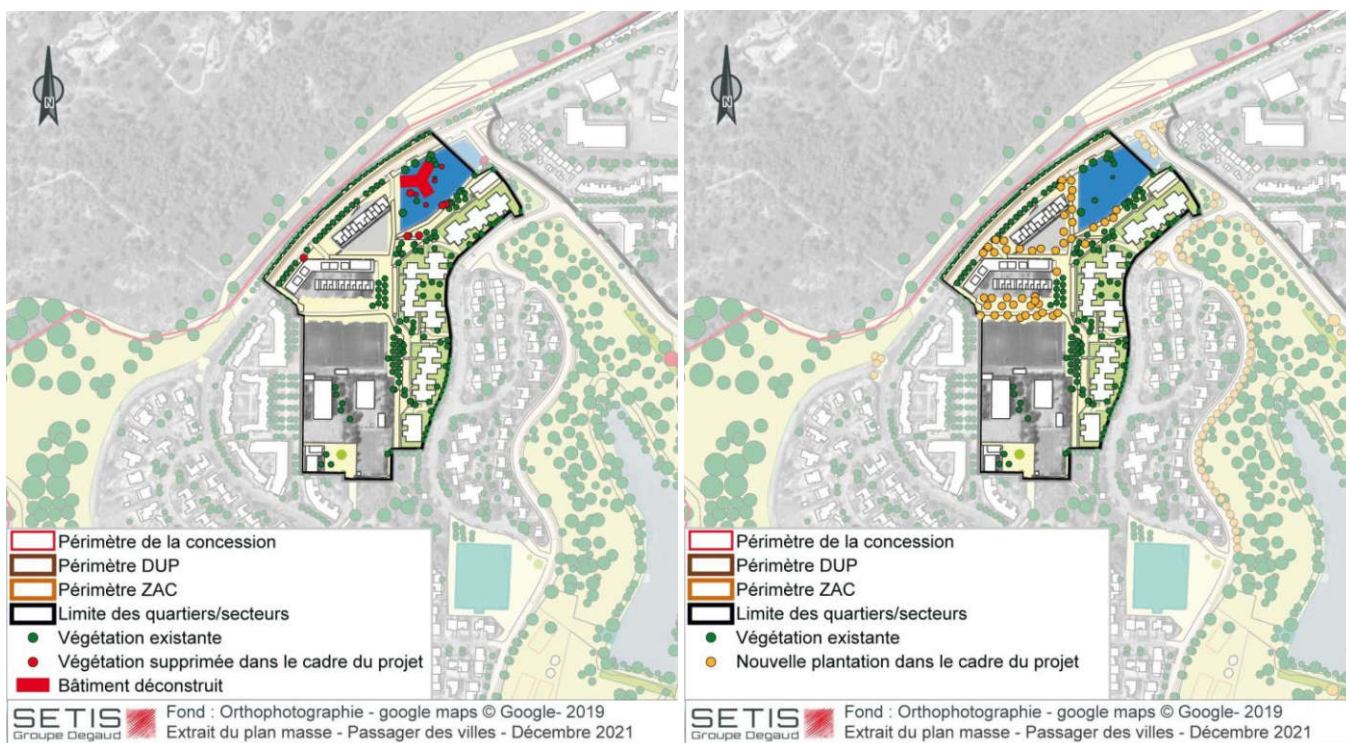 N
Périmètre de la concession
Périmètre DUP
Périmètre ZAC
Limite des quartiers/secteurs
Végétation existante
Végétation supprimée dans le cadre du projet
Bâtiment déconstruit
SETIS
Groupe Degaud
Fond : Orthophotographie - google maps © Google- 2019
Extrait du plan masse - Passager des villes - Décembre 2021
N
Périmètre de la concession
Périmètre DUP
Périmètre ZAC
Limite des quartiers/secteurs
Végétation existante
Nouvelle plantation dans le cadre du projet
SETIS
Groupe Degaud
Fond : Orthophotographie - google maps © Google- 2019
Extrait du plan masse - Passager des villes - Décembre 2021